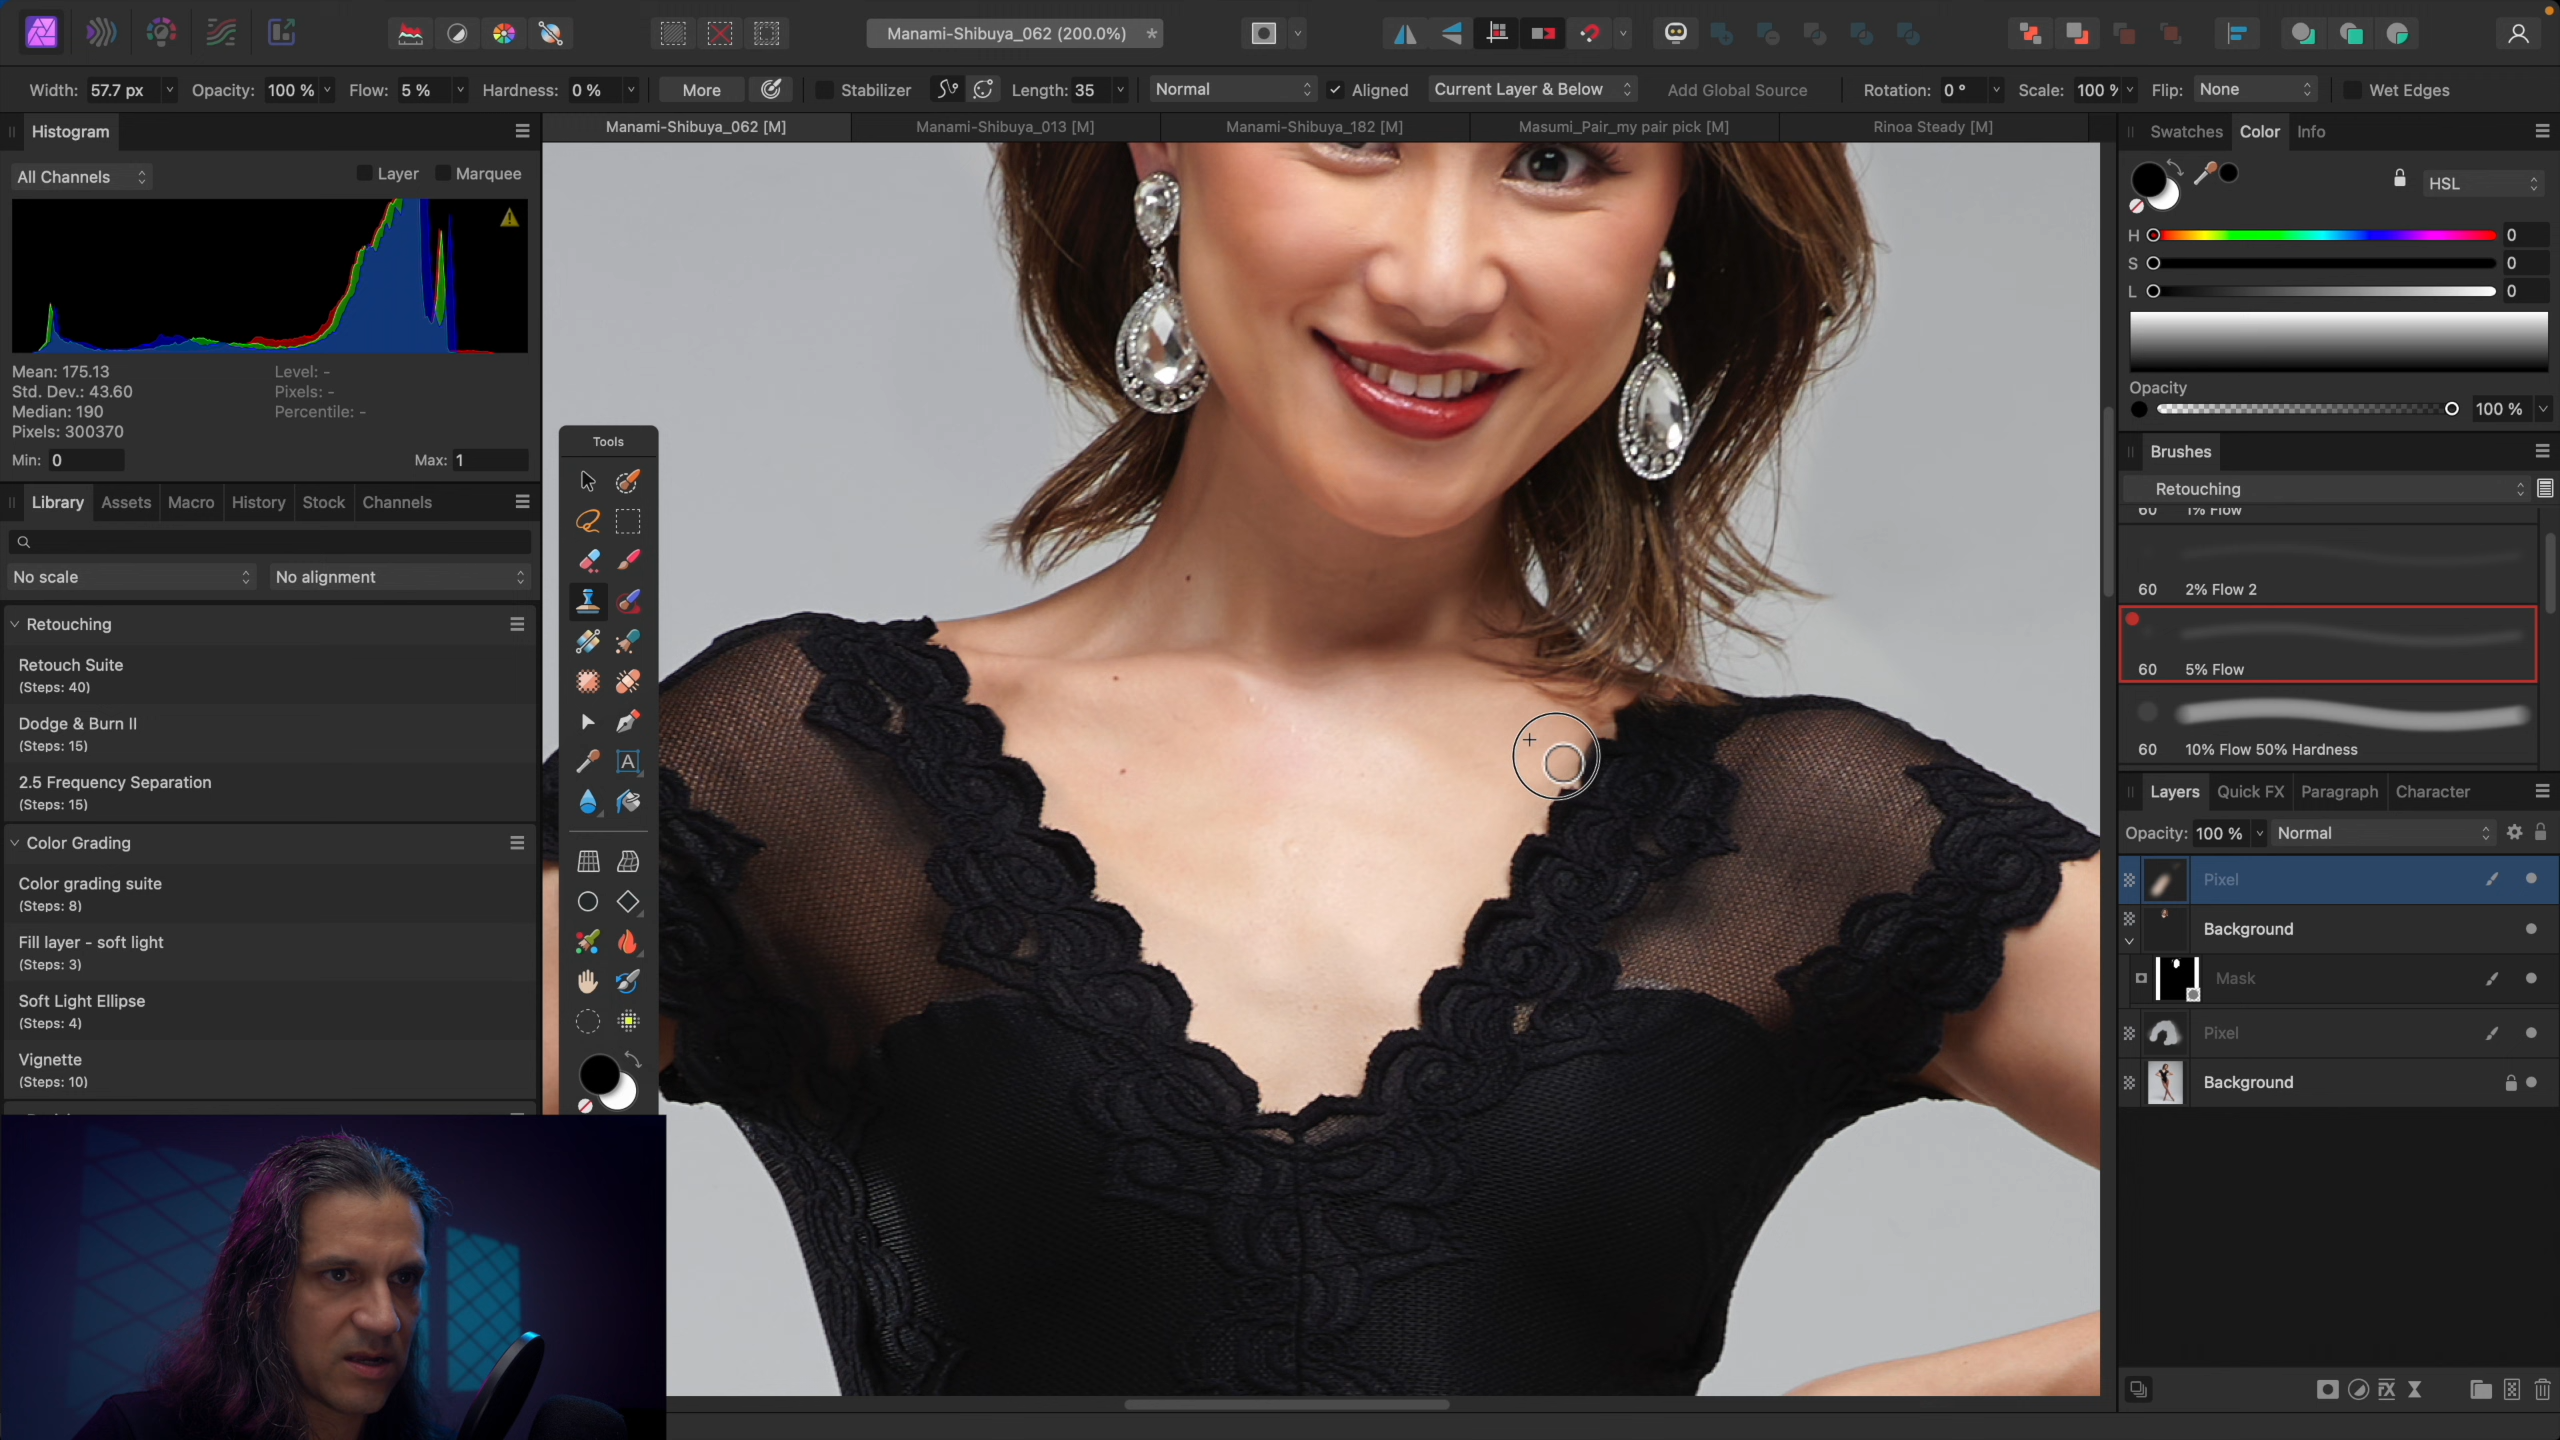 Manami-Shibuya_062 (200.0%) *
Width: 57.7 px Opacity: 100 % Flow: 5 % Hardness: 0 % More Stabilizer Length: 35 Normal Aligned Current Layer & Below Add Global Source Rotation: 0 ° Scale: 100 % Flip: None Wet Edges
Histogram
Manami-Shibuya_062 [M] Manami-Shibuya_013 [M] Manami-Shibuya_182 [M] Masumi_Pair_my pair pick [M] Rinoa Steady [M]
All Channels Layer Marquee
Mean: 175.13 Level: -
Std. Dev.: 43.60 Pixels: -
Median: 190 Percentile: -
Pixels: 300370
Min: 0 Max: 1
Library Assets Macro History Stock Channels
No scale No alignment
Retouching
Retouch Suite
(Steps: 40)
Dodge & Burn II
(Steps: 15)
2.5 Frequency Separation
(Steps: 15)
Color Grading
Color grading suite
(Steps: 8)
Fill layer - soft light
(Steps: 3)
Soft Light Ellipse
(Steps: 4)
Vignette
(Steps: 10)
Tools
A
Swatches Color Info
HSL
H 0
S 0
L 0
Opacity
100 %
Brushes
Retouching
60 1% Flow
60 2% Flow 2
60 5% Flow
60 10% Flow 50% Hardness
Layers Quick FX Paragraph Character
Opacity: 100 % Normal
Pixel
Background
Mask
Pixel
Background
FX